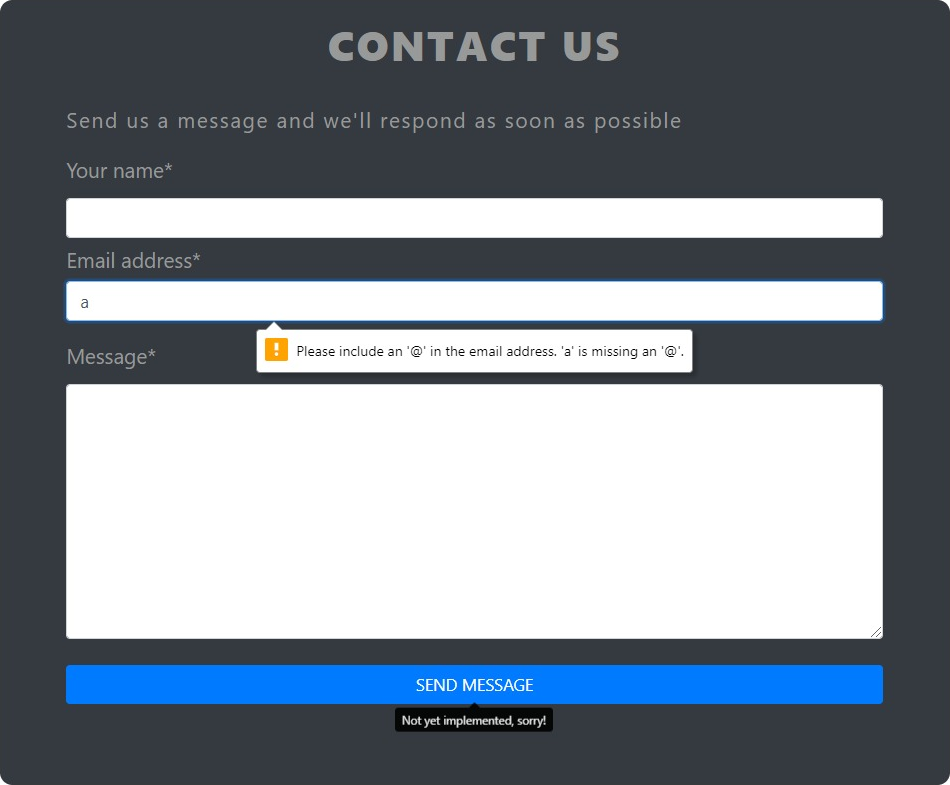 CONTACT US
Send us a message and we'll respond as soon as possible
Your name*
Email address*
a
Please include an '@' in the email address. 'a' is missing an '@'.
Message*
SEND MESSAGE
Not yet implemented, sorry!